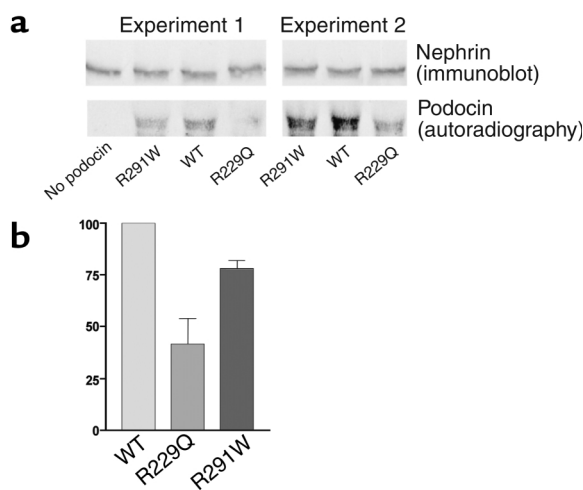 a
Experiment 1 Experiment 2
Nephrin
(immunoblot)
Podocin
(autoradiography)
No podocin R291W WT R229Q R291W WT R229Q
b
100
75
50
25
0
WT R229Q R291W